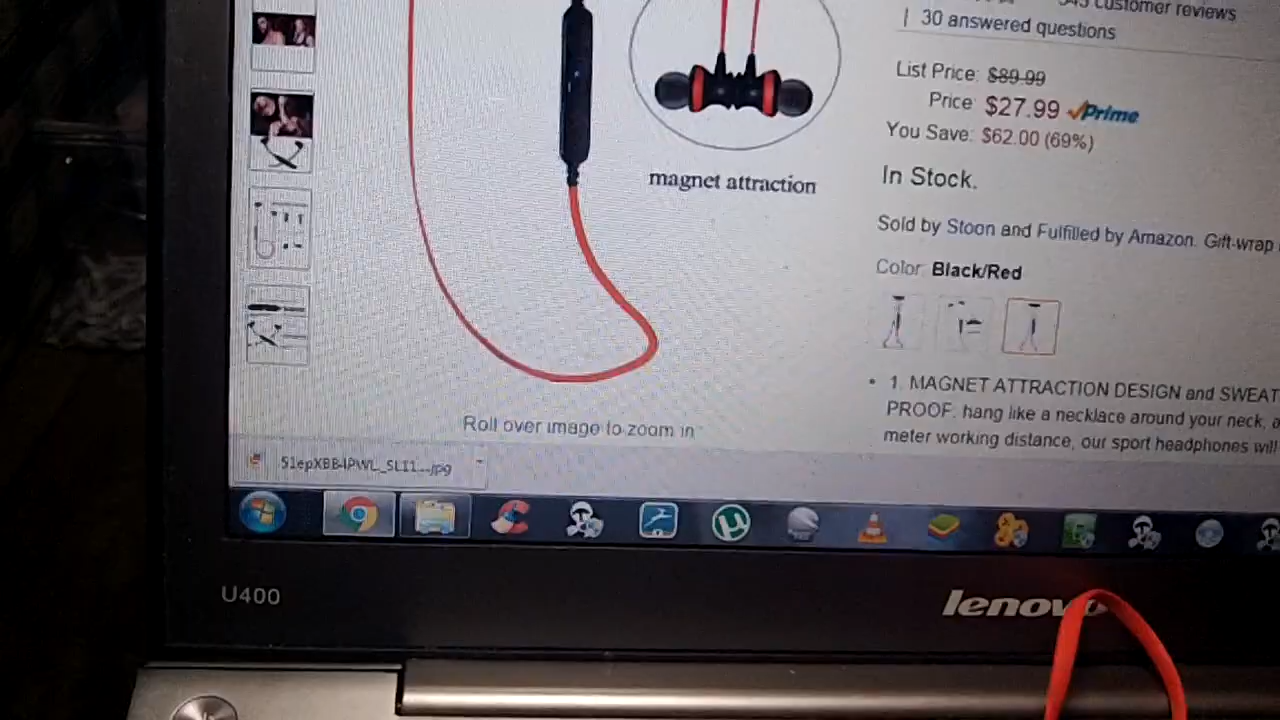 customer reviews
| 30 answered questions
List Price: $89.99
Price: $27.99 Prime
You Save: $62.00 (69%)
magnet attraction
In Stock.
Sold by Stoon and Fulfilled by Amazon. Gift-wrap
Color: Black/Red
• 1. MAGNET ATTRACTION DESIGN and SWEAT
PROOF: hang like a necklace around your neck, a
meter working distance, our sport headphones will
Roll over image to zoom in
U400
lenovo